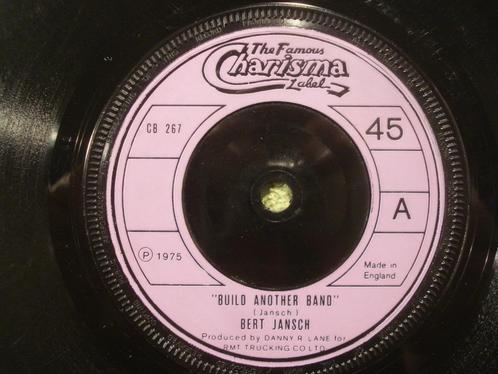 The Famous
Charisma
Label
CB 267
45
A
Ⓟ 1975
Made in
England
"BUILD ANOTHER BAND"
(Jansch)
BERT JANSCH
Produced by DANNY R. LANE for
RMT TRUCKING CO LTD